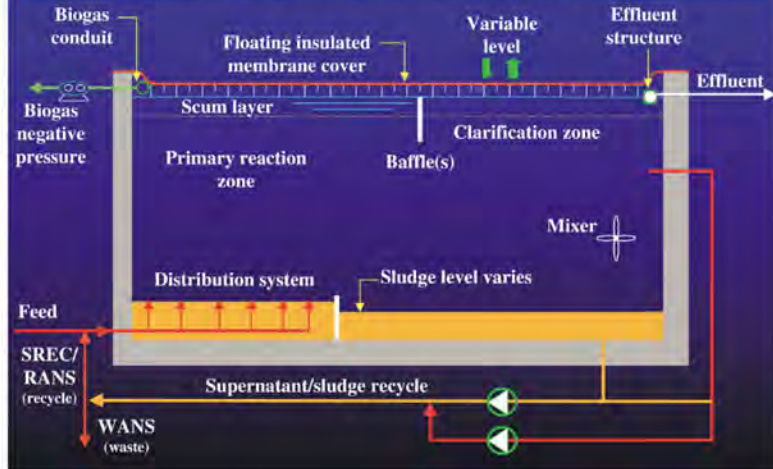 Biogas
conduit
Floating insulated
membrane cover
Variable
level
Effluent
structure
Effluent
Biogas
negative
pressure
Scum layer
Clarification zone
Primary reaction
zone
Baffle(s)
Mixer
Distribution system
Sludge level varies
Feed
SREC/
RANS
(recycle)
Supernatant/sludge recycle
WANS
(waste)